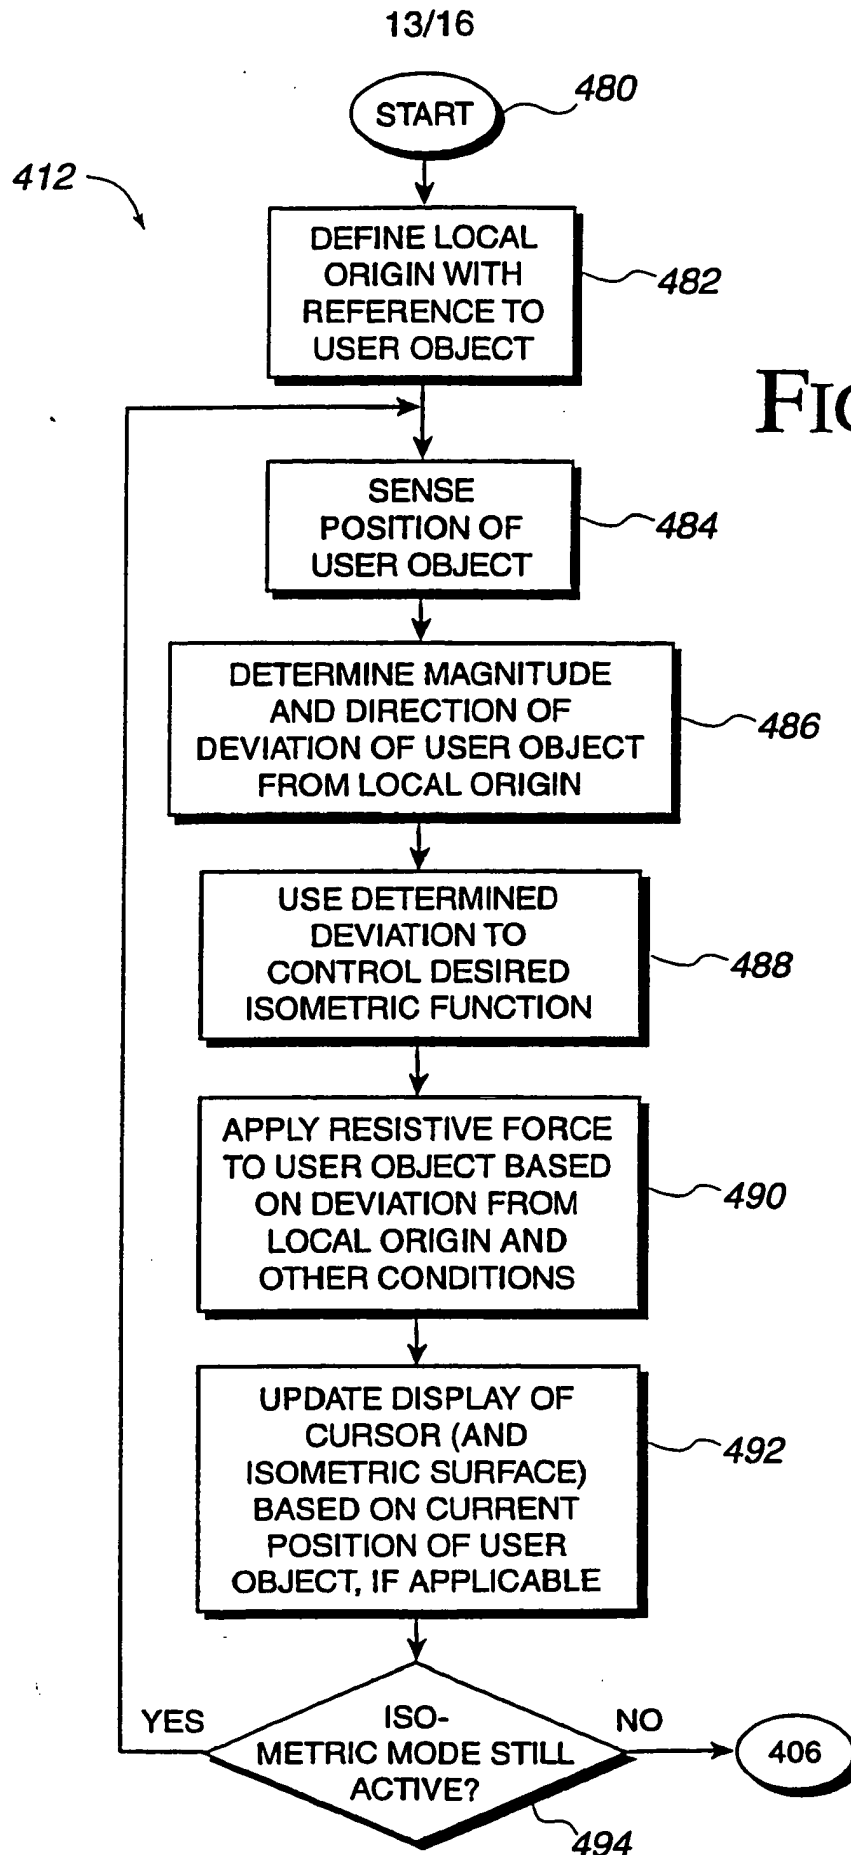 13/16
START
480
412
DEFINE LOCAL
ORIGIN WITH
REFERENCE TO
USER OBJECT
482
FIG
SENSE
POSITION OF
USER OBJECT
484
DETERMINE MAGNITUDE
AND DIRECTION OF
DEVIATION OF USER OBJECT
FROM LOCAL ORIGIN
486
USE DETERMINED
DEVIATION TO
CONTROL DESIRED
ISOMETRIC FUNCTION
488
APPLY RESISTIVE FORCE
TO USER OBJECT BASED
ON DEVIATION FROM
LOCAL ORIGIN AND
OTHER CONDITIONS
490
UPDATE DISPLAY OF
CURSOR (AND
ISOMETRIC SURFACE)
BASED ON CURRENT
POSITION OF USER
OBJECT, IF APPLICABLE
492
YES
ISO-
METRIC MODE STILL
ACTIVE?
NO
406
494